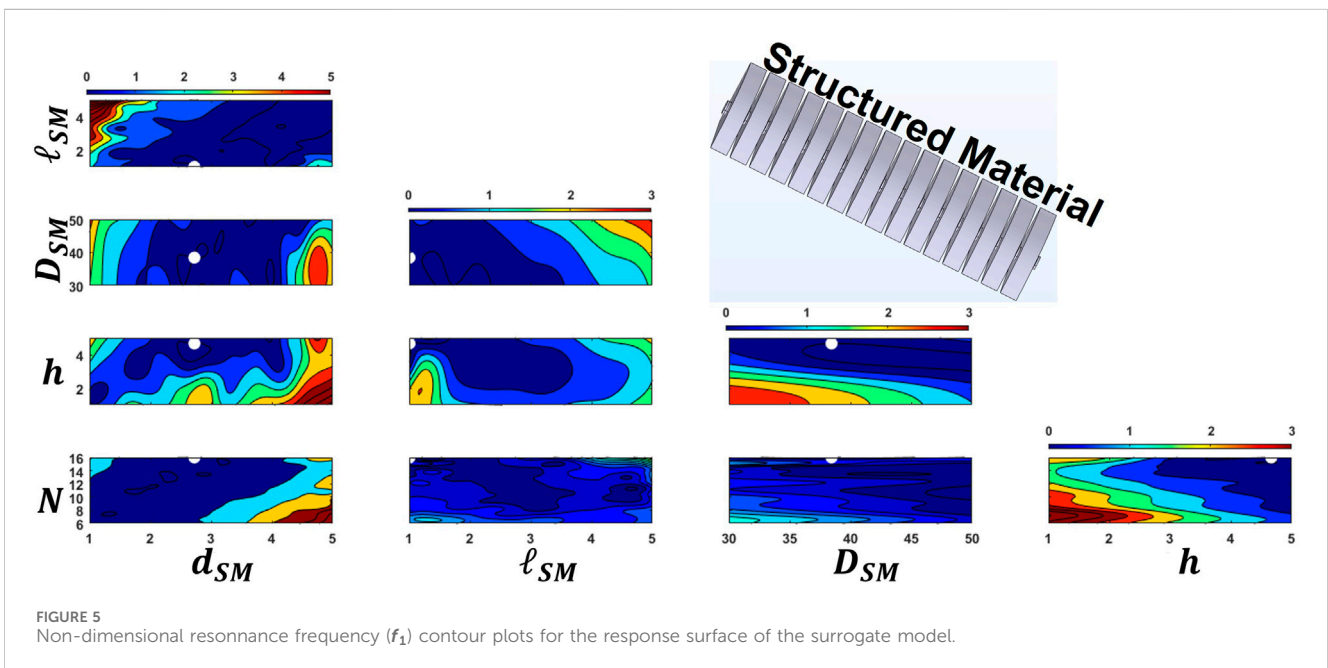 0 1 2 3 4 5
Structured Material
ℓSM
4
2
0 1 2 3
DSM
50
40
30
0 1 2 3
h
4
2
0 1 2 3
N
16
14
12
10
8
6
1 2 3 4 5
1 2 3 4 5
30 35 40 45 50
1 2 3 4 5
dSM
ℓSM
DSM
h
FIGURE 5
Non-dimensional resonnance frequency (f1) contour plots for the response surface of the surrogate model.